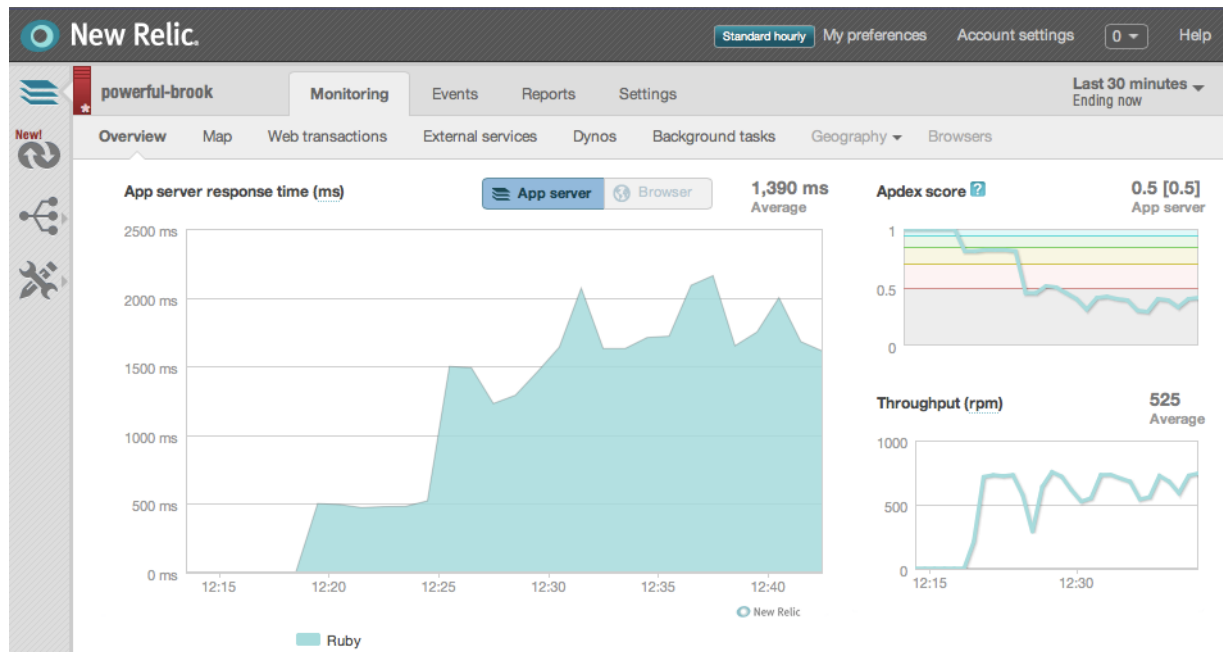 New Relic.
Standard hourly My preferences Account settings 0 Help
powerful-brook Monitoring Events Reports Settings Last 30 minutes
Ending now
New!
Overview Map Web transactions External services Dynos Background tasks Geography Browsers
App server response time (ms) App server Browser 1,390 ms
Average
2500 ms
2000 ms
1500 ms
1000 ms
500 ms
0 ms
12:15 12:20 12:25 12:30 12:35 12:40
New Relic
Ruby
Apdex score ? 0.5 [0.5]
App server
1
0.5
0
Throughput (rpm) 525
Average
1000
500
0
12:15 12:30